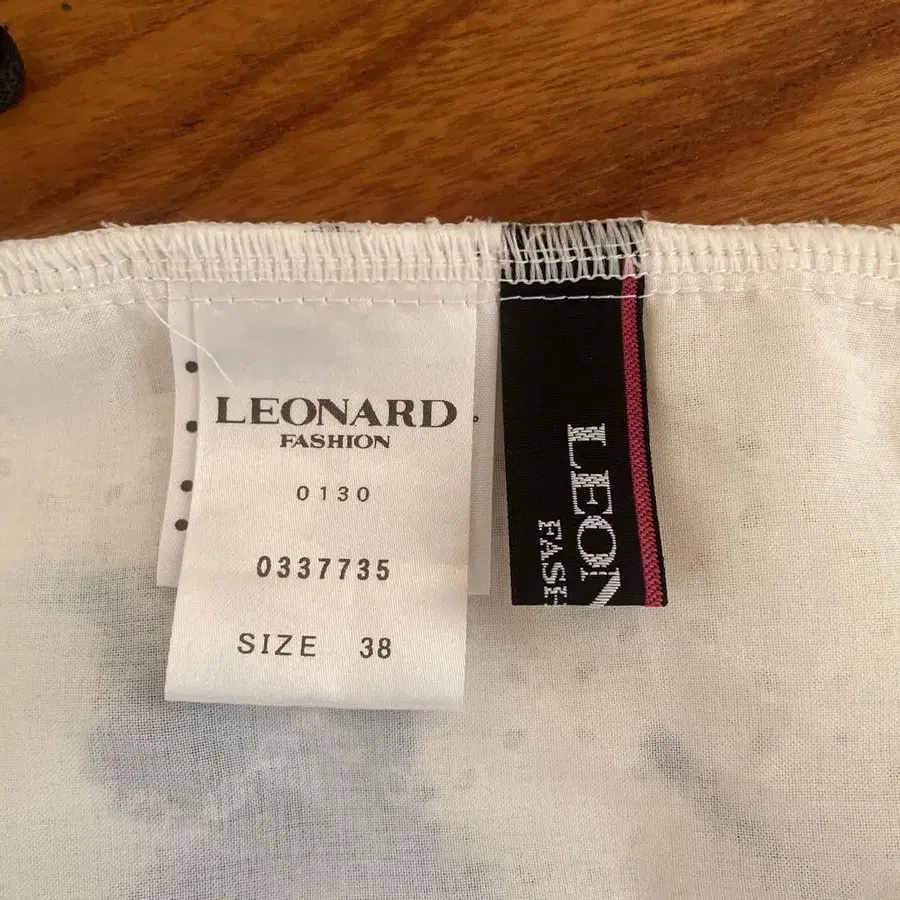 LEONARD
FASHION
0130
0337735
SIZE 38
LEON
FASH